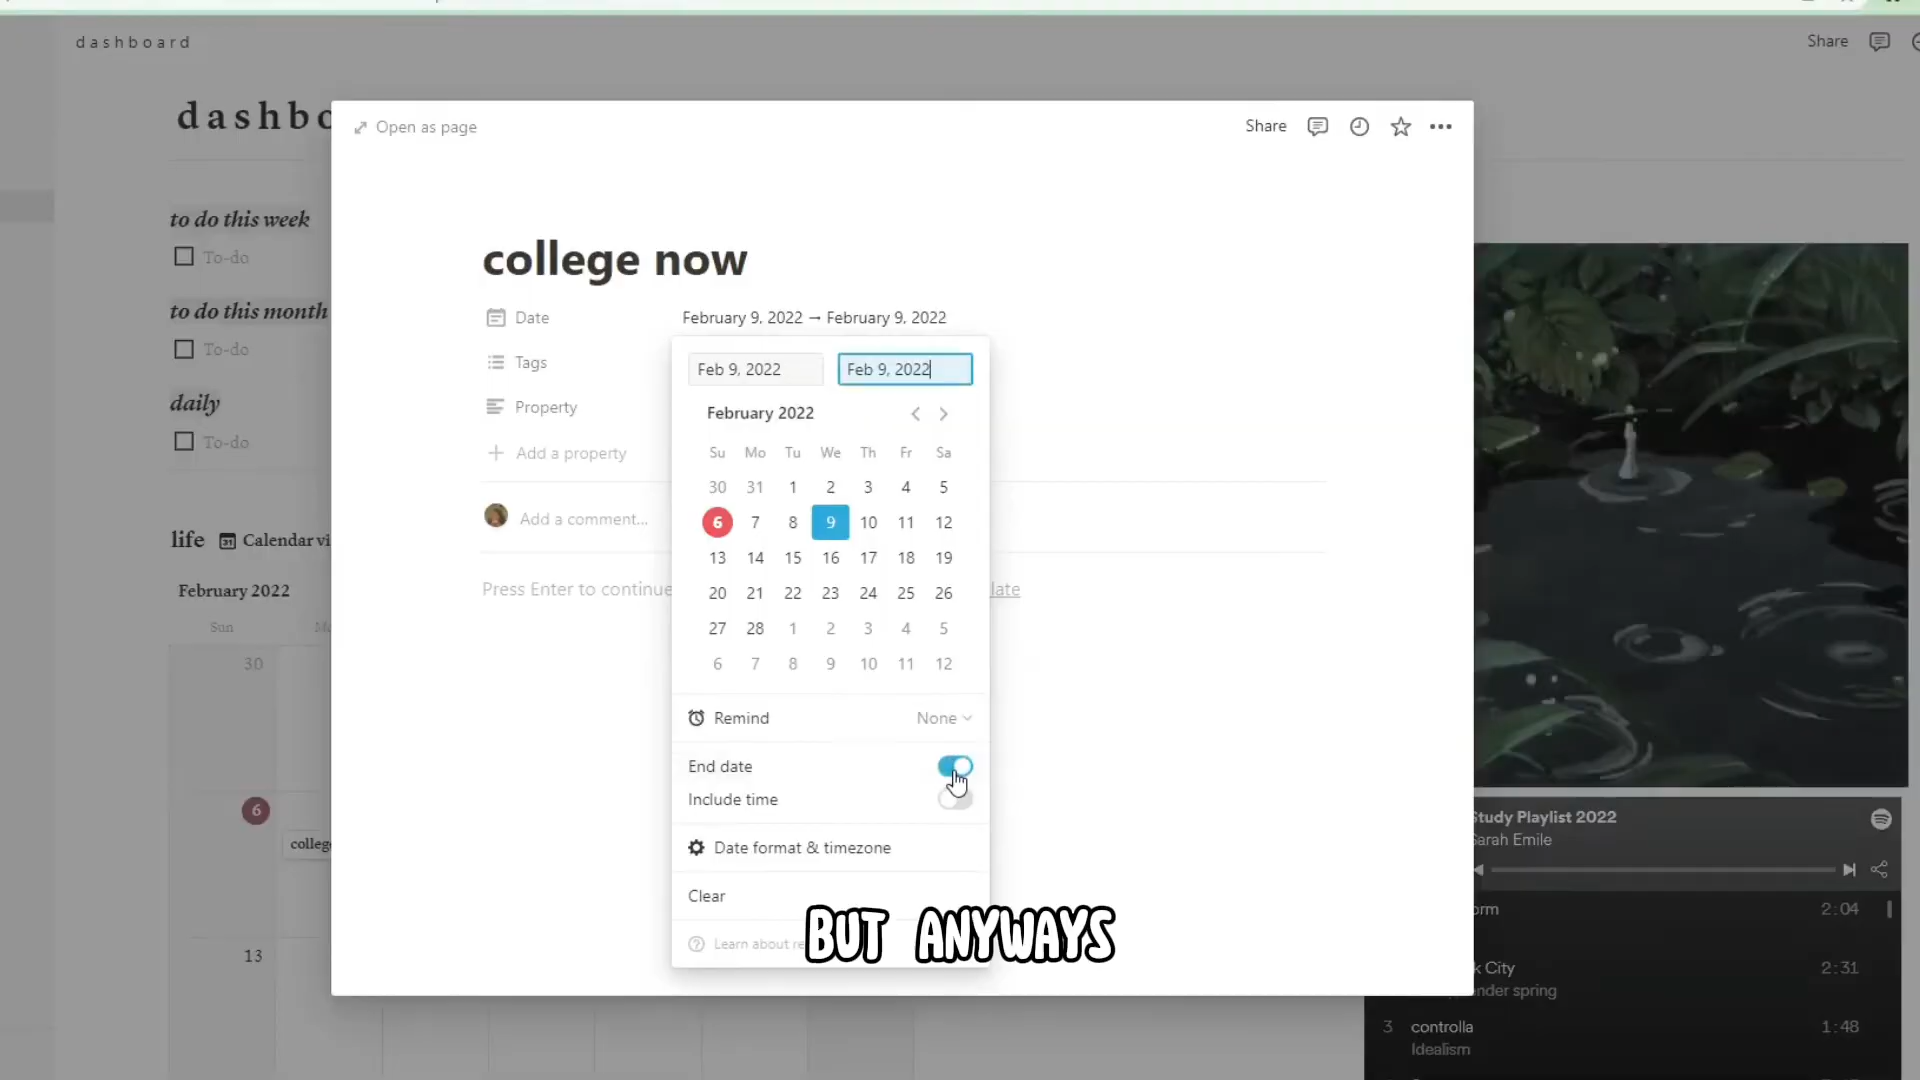 dashboard
Share
dashbo
Open as page
Share
to do this week
To-do
to do this month
To-do
daily
To-do
college now
Date
February 9, 2022 → February 9, 2022
Tags
Property
Add a property
Add a comment...
Press Enter to continue
late
Feb 9, 2022
Feb 9, 2022
February 2022
Su Mo Tu We Th Fr Sa
30 31 1 2 3 4 5
6 7 8 9 10 11 12
13 14 15 16 17 18 19
20 21 22 23 24 25 26
27 28 1 2 3 4 5
6 7 8 9 10 11 12
Remind None
End date
Include time
Date format & timezone
Clear
Learn about re
BUT ANYWAYS
life 31 Calendar vi
February 2022
Sun
30
6
colleg
13
Study Playlist 2022
Sarah Emile
orm 2:04
k City 2:31
nder spring
3 controlla 1:48
Idealism